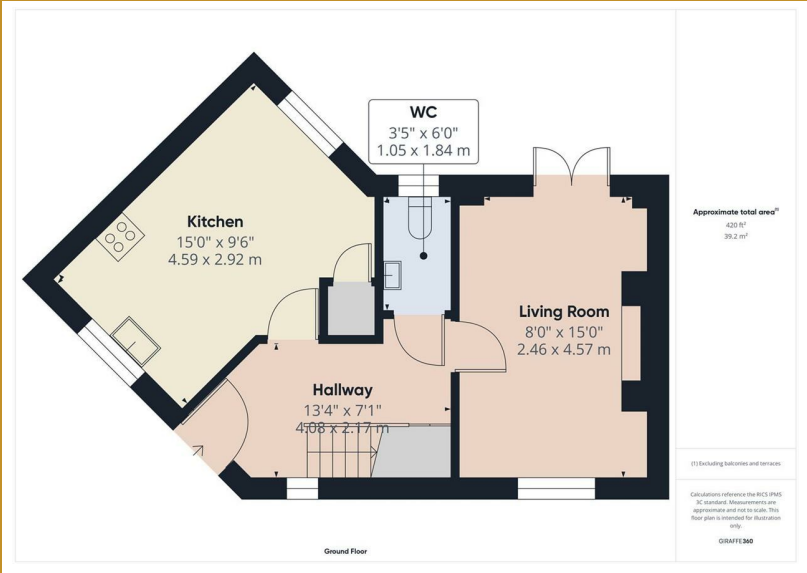 WC
3'5" x 6'0"
1.05 x 1.84 m
Kitchen
15'0" x 9'6"
4.59 x 2.92 m
Living Room
8'0" x 15'0"
2.46 x 4.57 m
Hallway
13'4" x 7'1"
4.08 x 2.17 m
Ground Floor
Approximate total area⁽¹⁾
420 ft²
39.2 m²
(1) Excluding balconies and terraces
Calculations reference the RICS IPMS
3C standard. Measurements are
approximate and not to scale. This
floor plan is intended for illustration
only.
GIRAFFE360